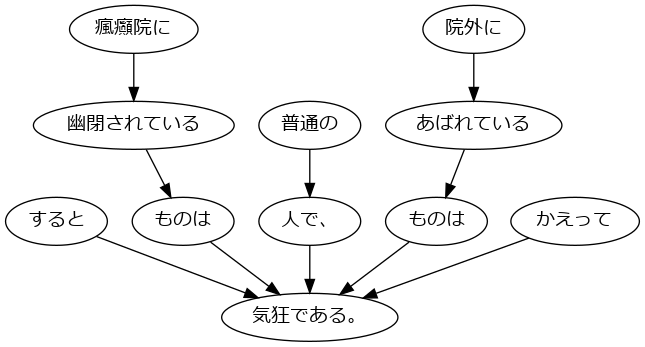 瘋癲院に
院外に
幽閉されている
普通の
あばれている
すると
ものは
人で、
ものは
かえって
気狂である。